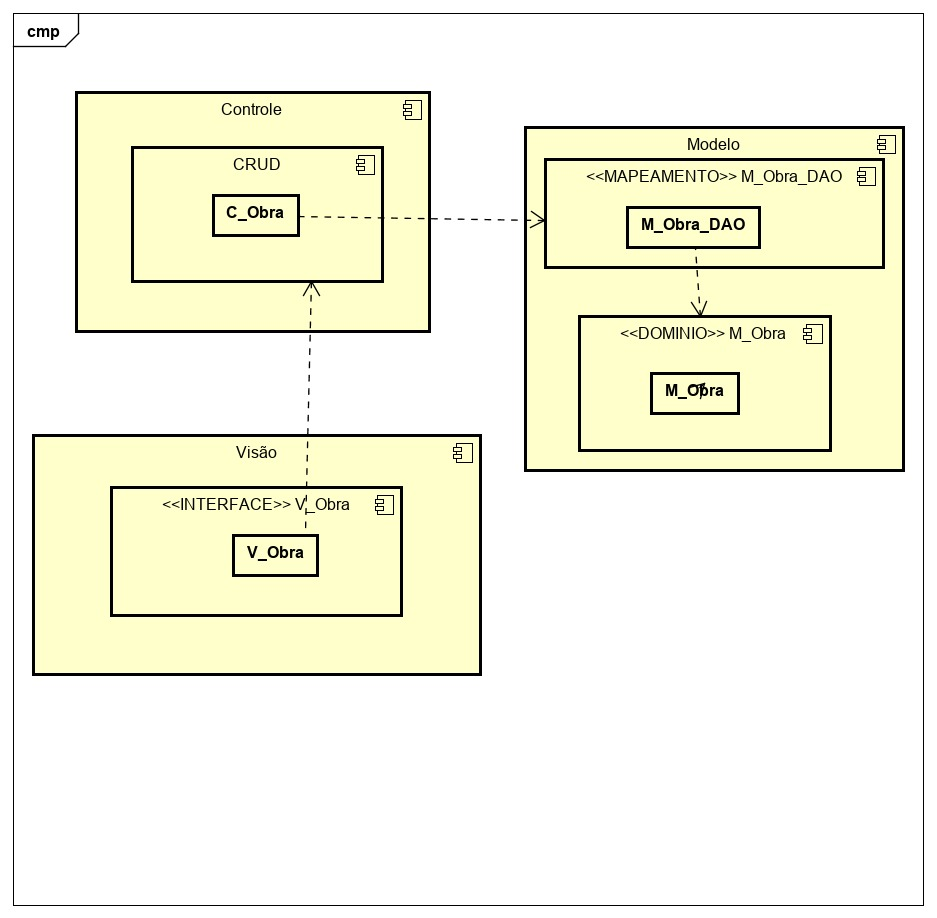 cmp
Controle
CRUD
C_Obra
Modelo
<<MAPEAMENTO>> M_Obra_DAO
M_Obra_DAO
<<DOMINIO>> M_Obra
M_Obra
Visão
<<INTERFACE>> V_Obra
V_Obra